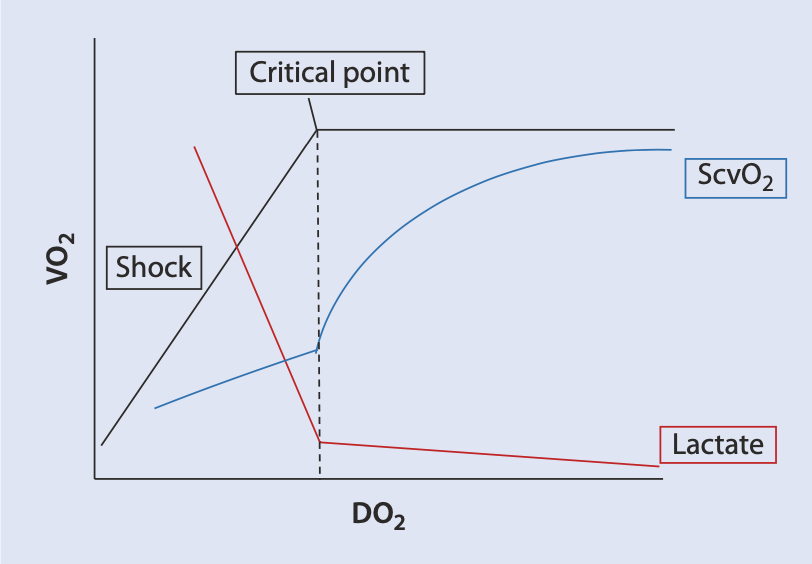 Critical point
ScvO₂
Shock
VO₂
Lactate
DO₂